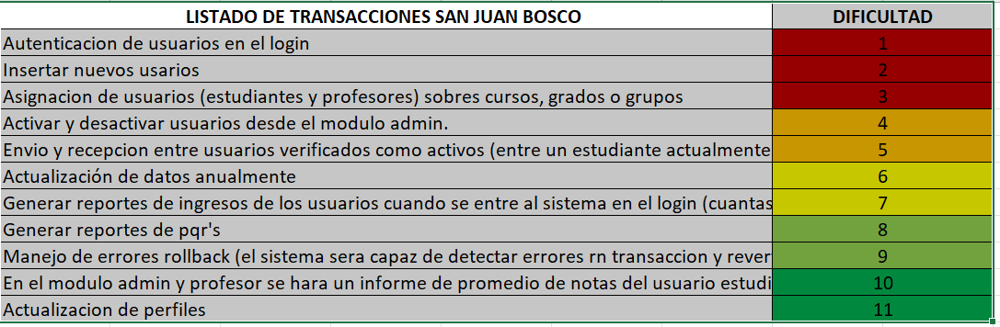 LISTADO DE TRANSACCIONES SAN JUAN BOSCO DIFICULTAD
Autenticacion de usuarios en el login 1
Insertar nuevos usarios 2
Asignacion de usuarios (estudiantes y profesores) sobres cursos, grados o grupos 3
Activar y desactivar usuarios desde el modulo admin. 4
Envio y recepcion entre usuarios verificados como activos (entre un estudiante actualmente 5
Actualización de datos anualmente 6
Generar reportes de ingresos de los usuarios cuando se entre al sistema en el login (cuantas 7
Generar reportes de pqr's 8
Manejo de errores rollback (el sistema sera capaz de detectar errores rn transaccion y rever 9
En el modulo admin y profesor se hara un informe de promedio de notas del usuario estudi 10
Actualizacion de perfiles 11